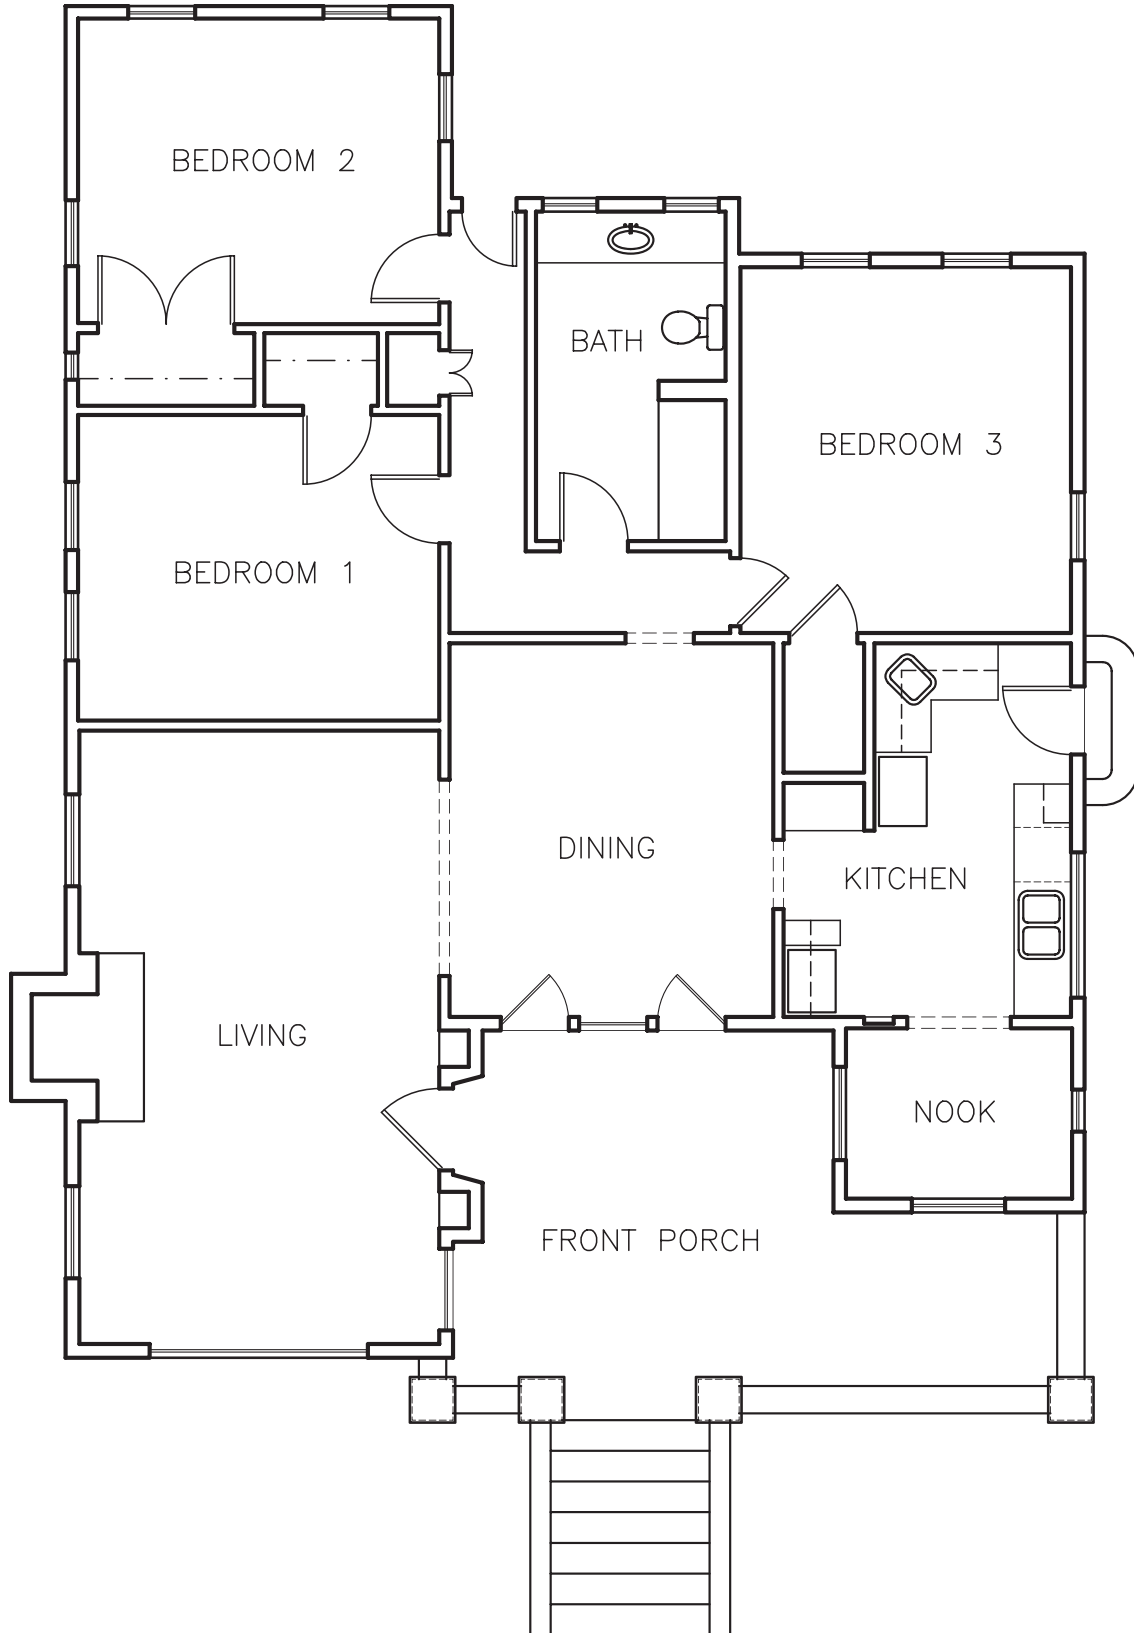 BEDROOM 2
BATH
BEDROOM 3
BEDROOM 1
DINING
KITCHEN
LIVING
NOOK
FRONT PORCH